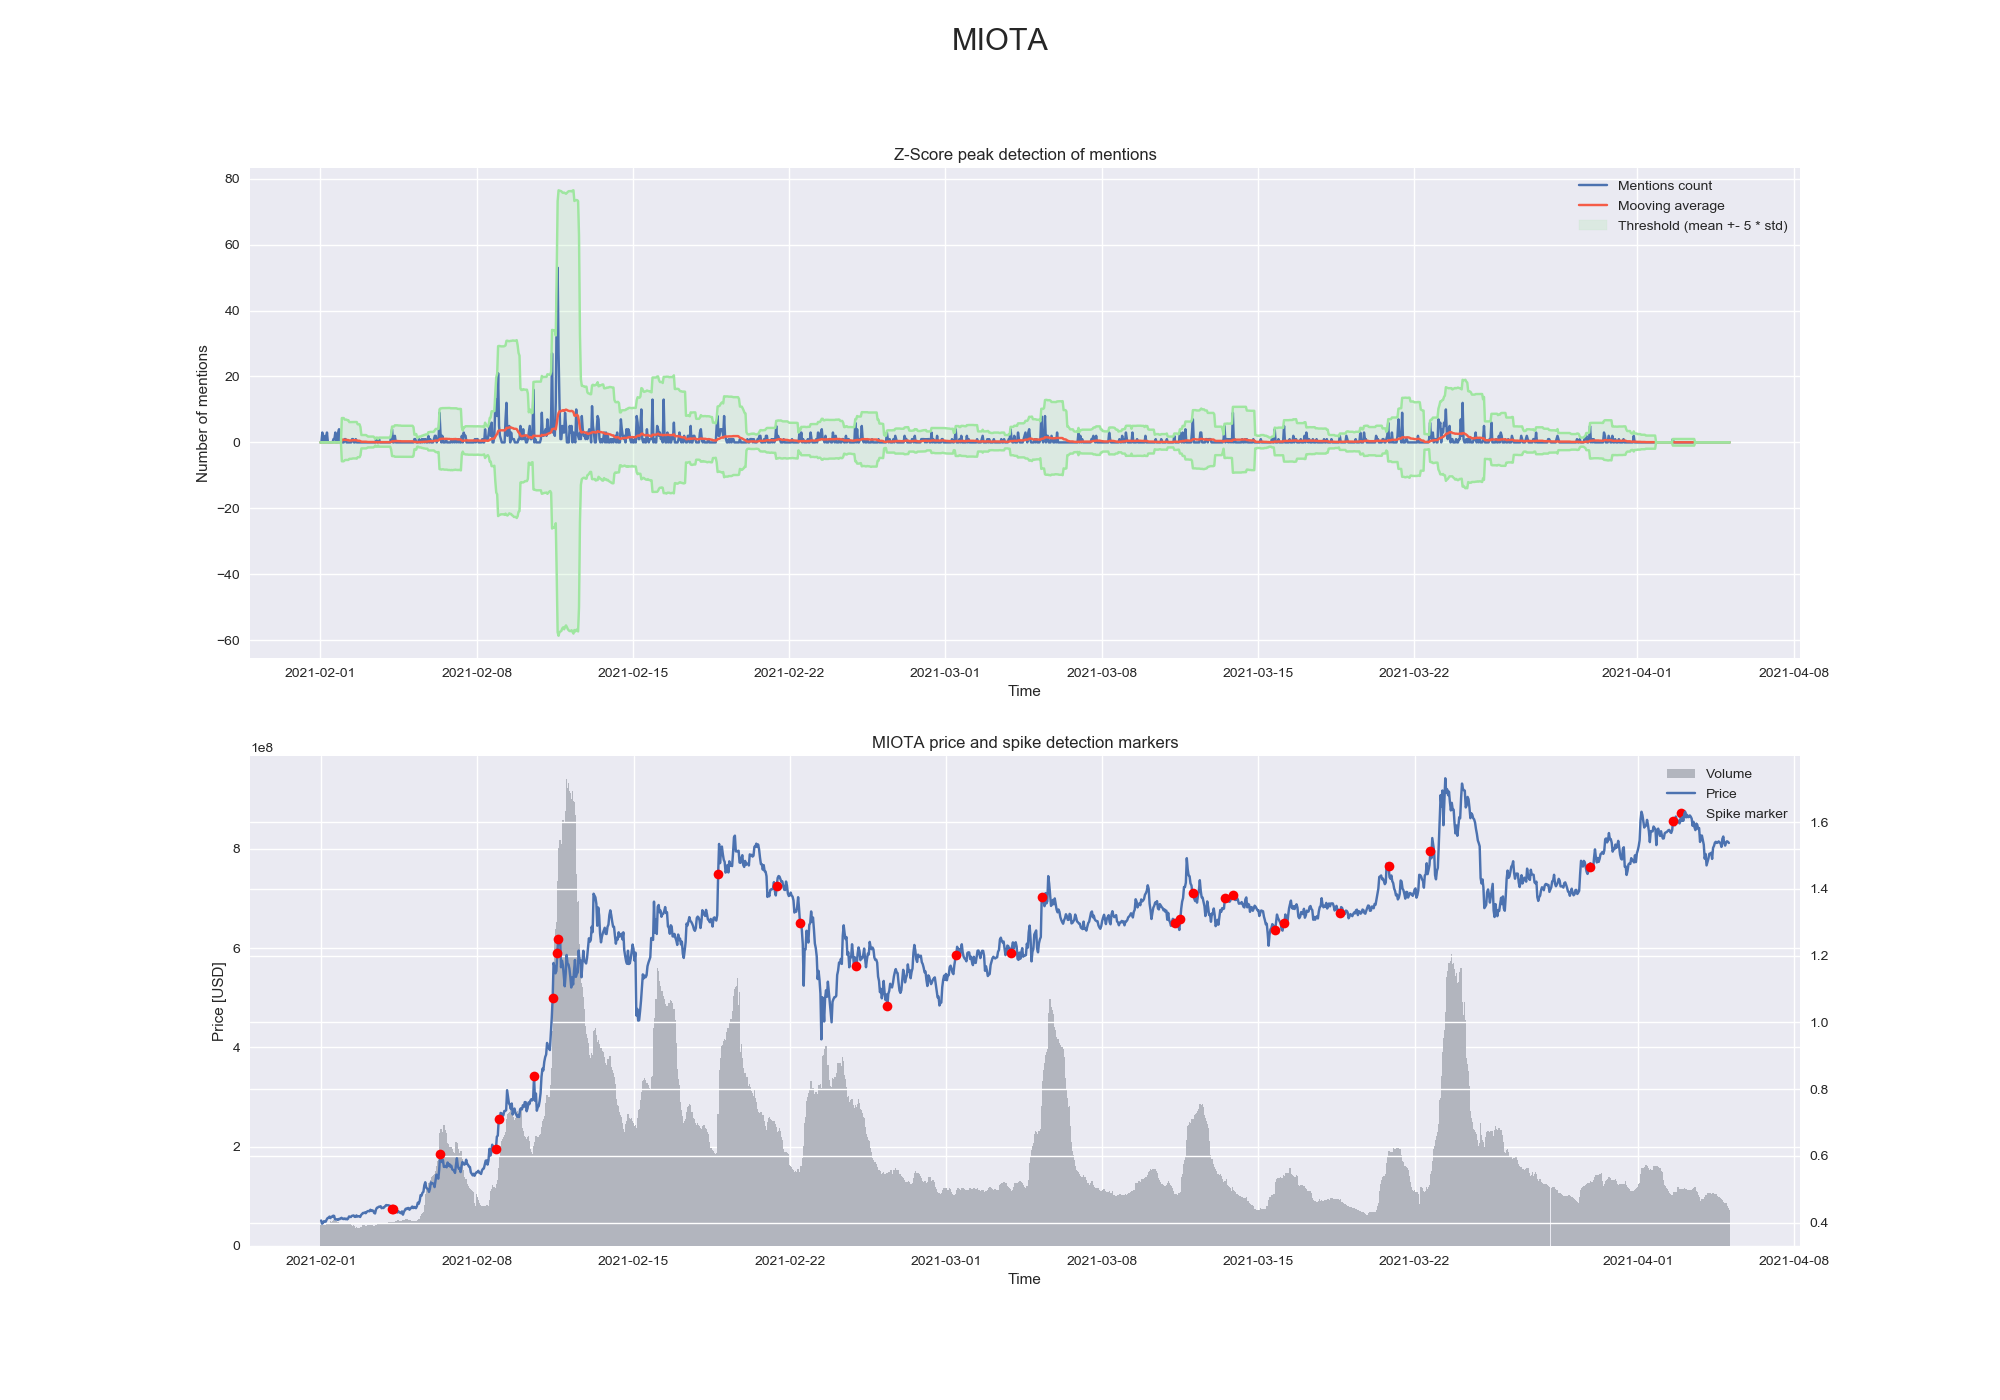 MIOTA
Z-Score peak detection of mentions
Mentions count
Mooving average
Threshold (mean +- 5 * std)
Number of mentions
80
60
40
20
0
−20
−40
−60
2021-02-01 2021-02-08 2021-02-15 2021-02-22 2021-03-01 2021-03-08 2021-03-15 2021-03-22 2021-04-01 2021-04-08
Time
MIOTA price and spike detection markers
1e8
Volume
Price
Spike marker
Price [USD]
8
6
4
2
0
1.6
1.4
1.2
1.0
0.8
0.6
0.4
2021-02-01 2021-02-08 2021-02-15 2021-02-22 2021-03-01 2021-03-08 2021-03-15 2021-03-22 2021-04-01 2021-04-08
Time